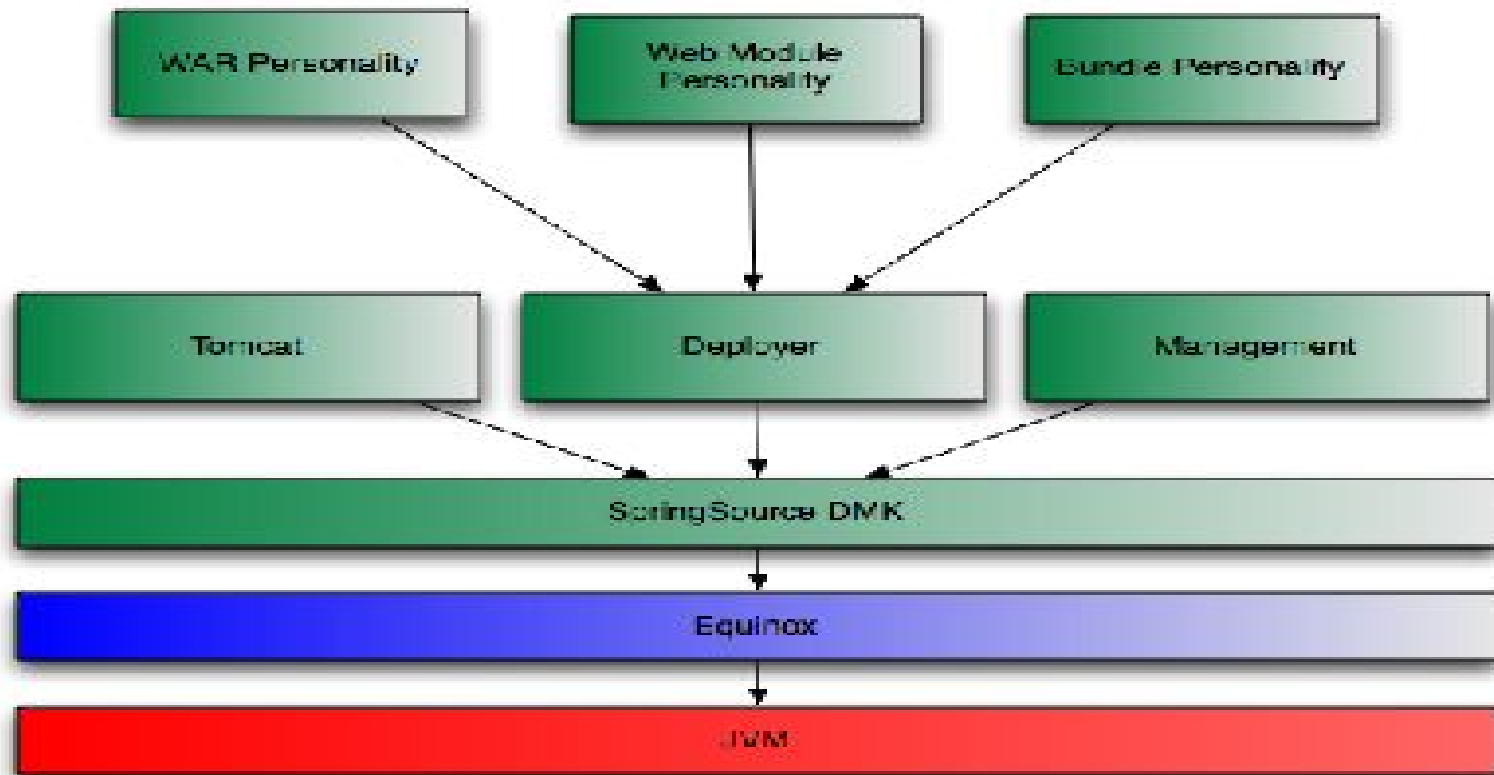 WAR Personality
Web Module
Personality
Bundle Personality
Tomcat
Deployer
Management
SpringSource DMK
Equinox
JVM